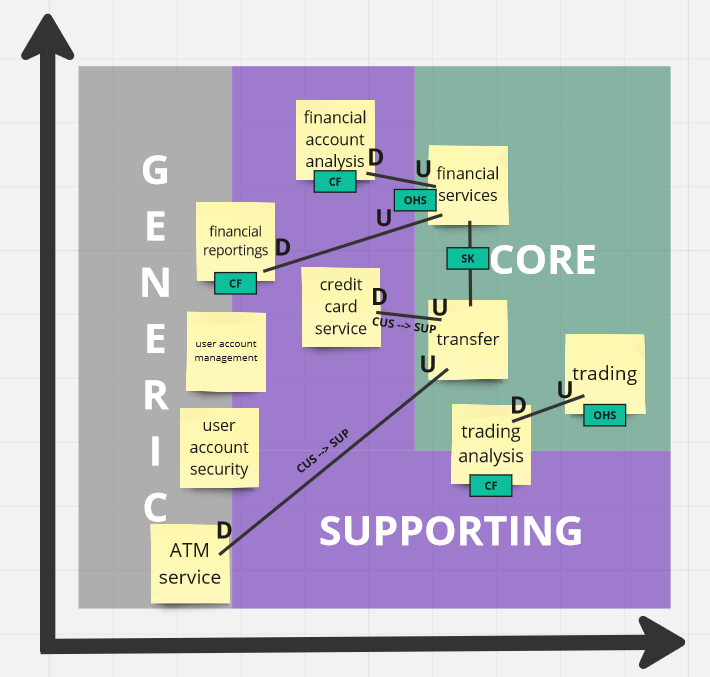 financial
account
analysis
D
CF
U
financial
services
OHS
U
financial
reportings
D
CF
SK
CORE
credit
card
service
D
CUS --> SUP
U
transfer
U
user account
management
trading
U
OHS
D
trading
analysis
CF
user
account
security
CUS --> SUP
D
ATM
service
SUPPORTING
G
E
N
E
R
I
C